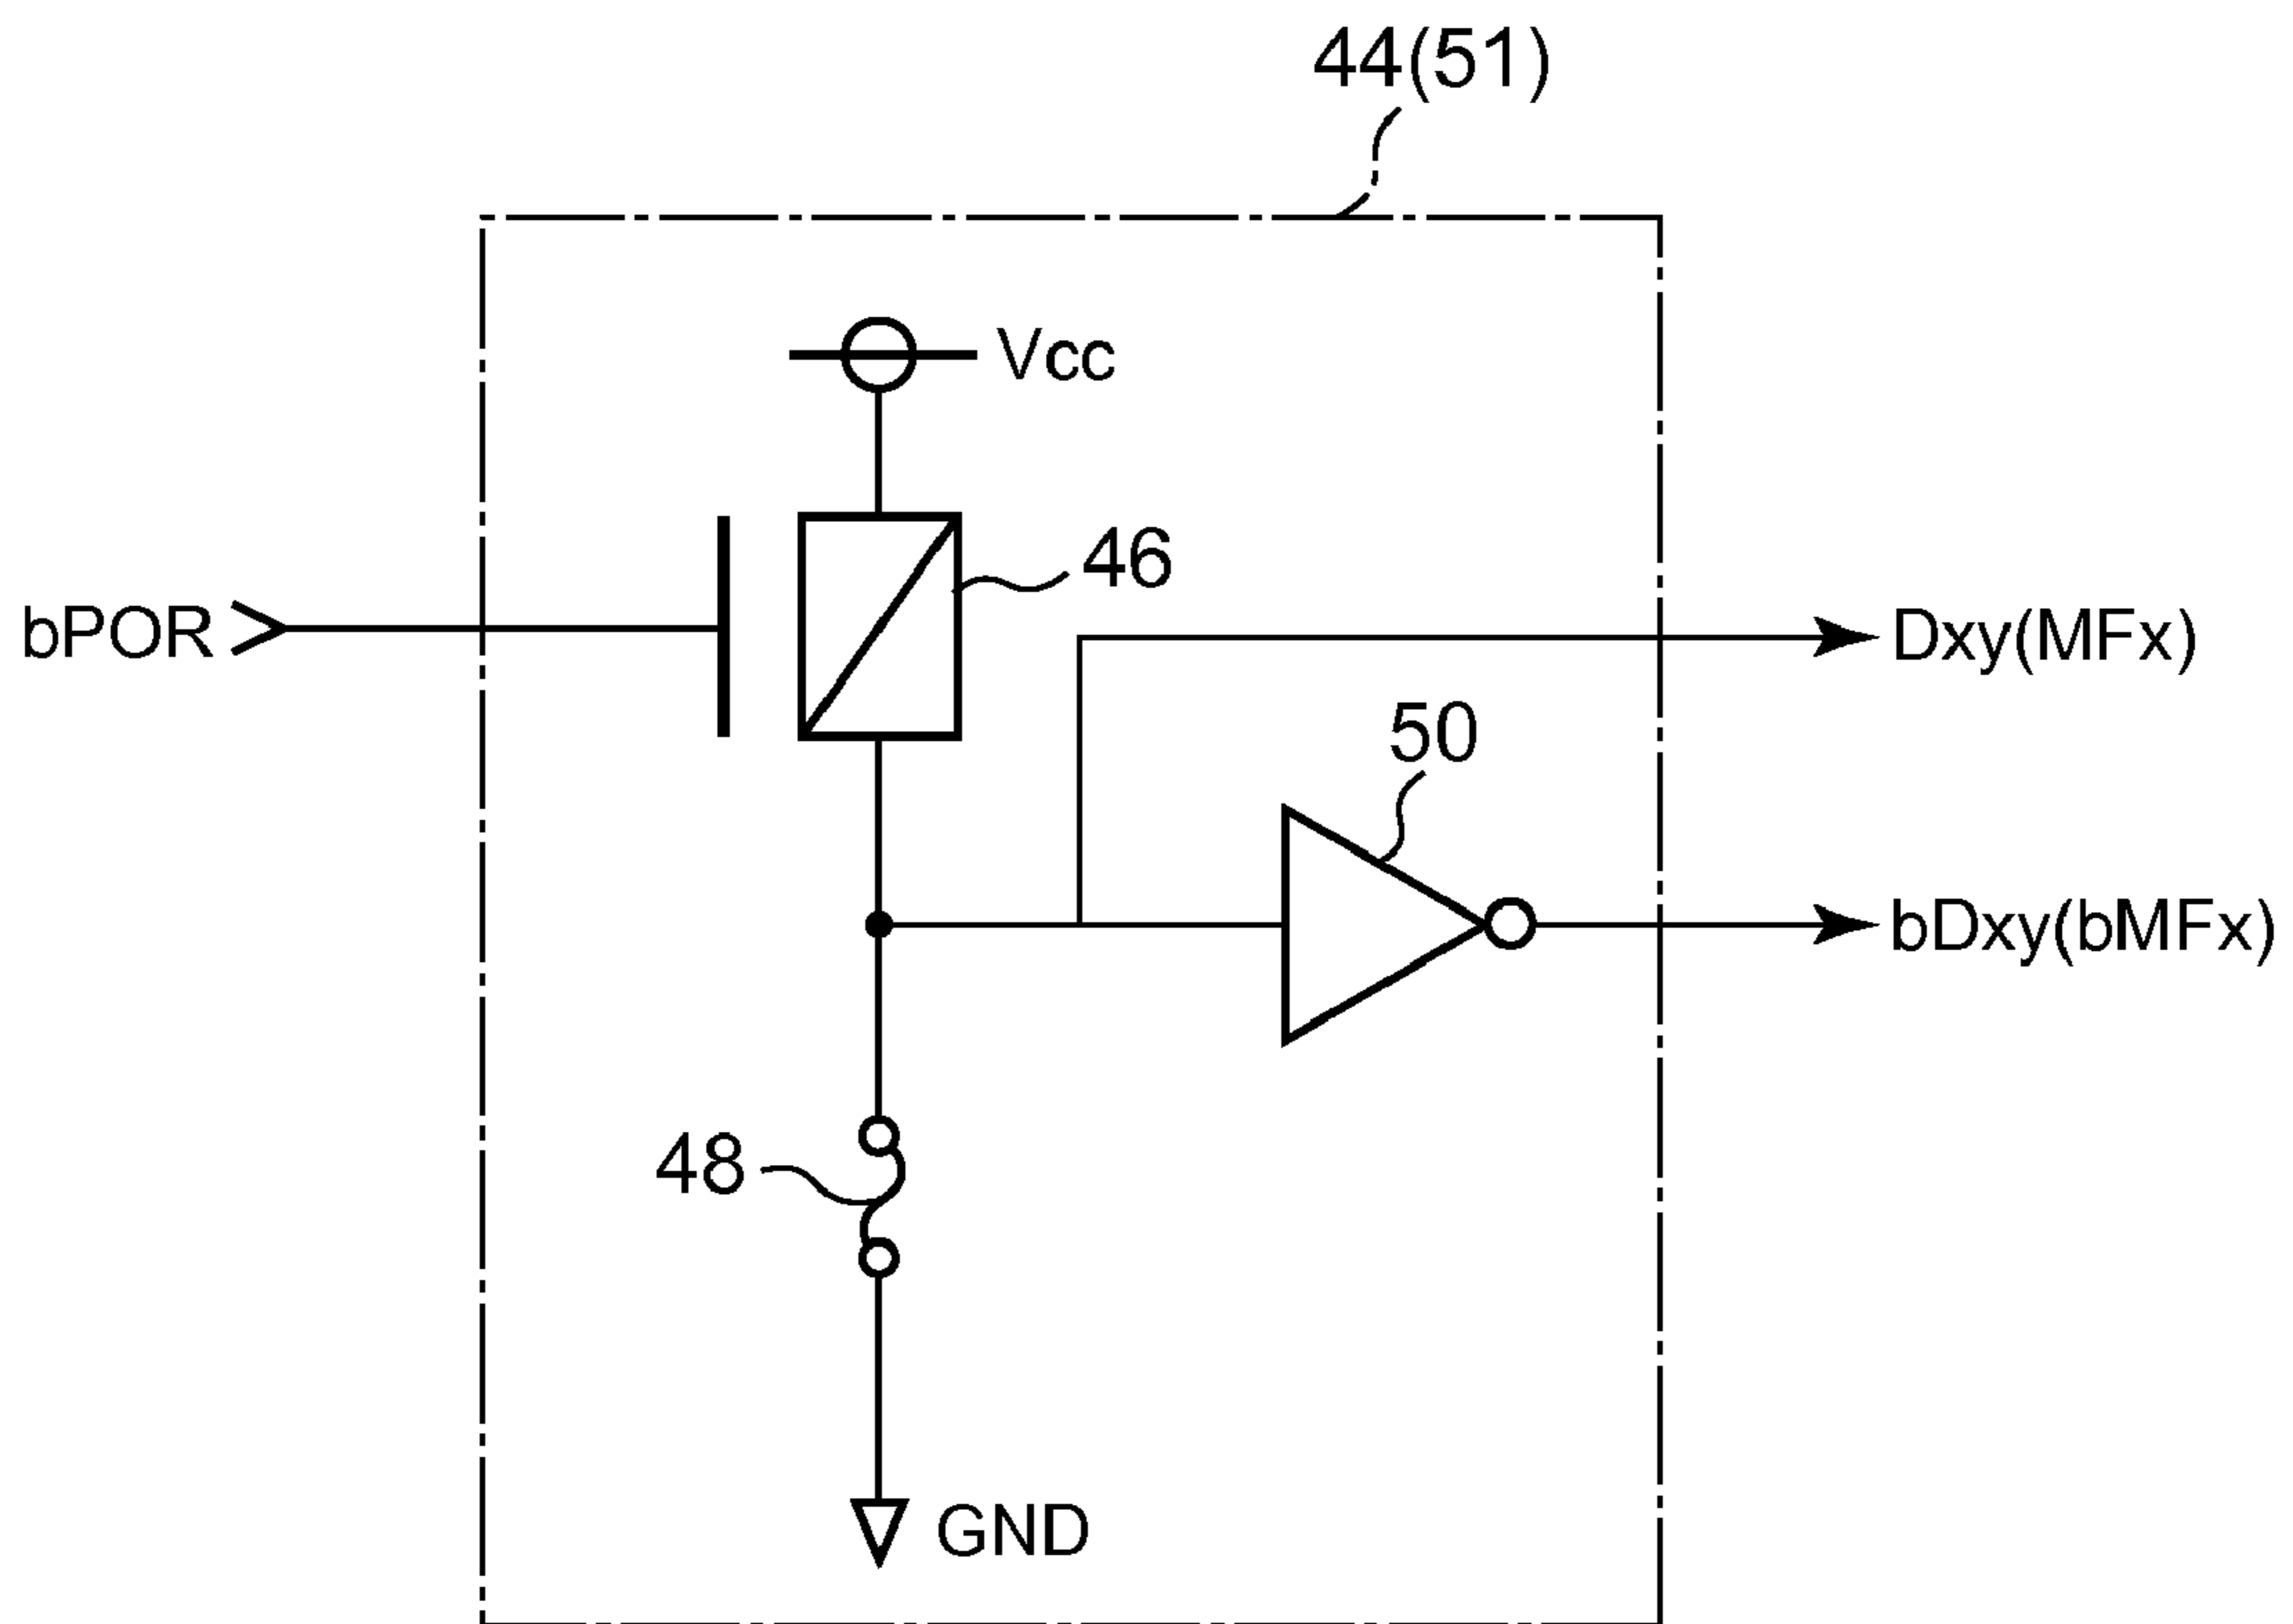 44(51)
Vcc
46
bPOR
Dxy(MFx)
50
bDxy(bMFx)
48
GND